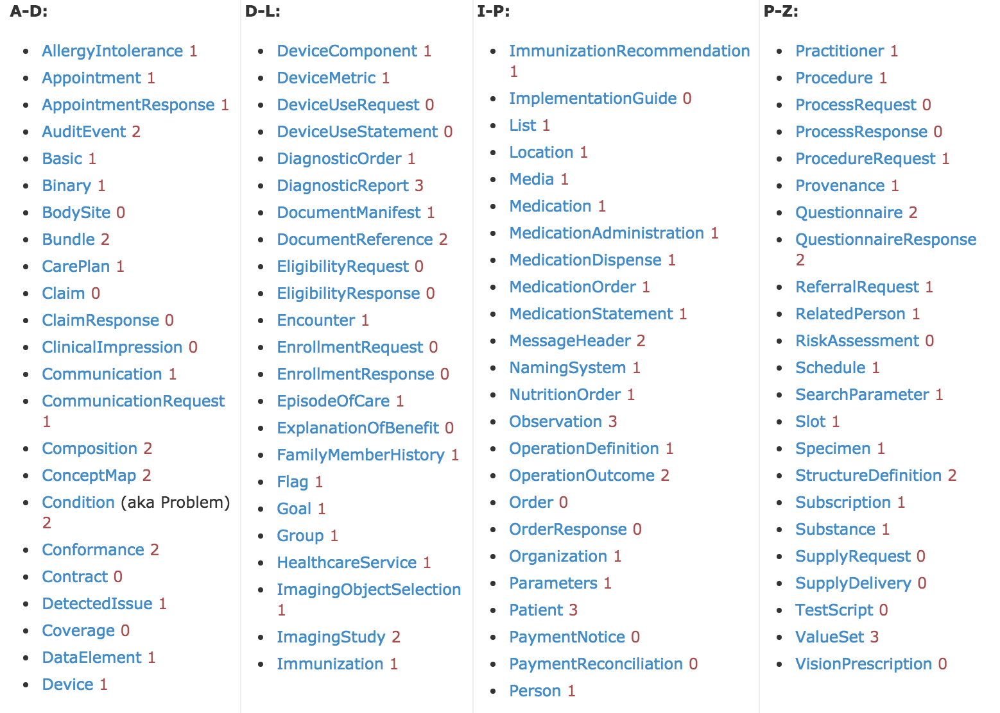 A-D:
AllergyIntolerance 1
Appointment 1
AppointmentResponse 1
AuditEvent 2
Basic 1
Binary 1
BodySite 0
Bundle 2
CarePlan 1
Claim 0
ClaimResponse 0
ClinicalImpression 0
Communication 1
CommunicationRequest
1
Composition 2
ConceptMap 2
Condition (aka Problem)
2
Conformance 2
Contract 0
DetectedIssue 1
Coverage 0
DataElement 1
Device 1
D-L:
DeviceComponent 1
DeviceMetric 1
DeviceUseRequest 0
DeviceUseStatement 0
DiagnosticOrder 1
DiagnosticReport 3
DocumentManifest 1
DocumentReference 2
EligibilityRequest 0
EligibilityResponse 0
Encounter 1
EnrollmentRequest 0
EnrollmentResponse 0
EpisodeOfCare 1
ExplanationOfBenefit 0
FamilyMemberHistory 1
Flag 1
Goal 1
Group 1
HealthcareService 1
ImagingObjectSelection
1
ImagingStudy 2
Immunization 1
I-P:
ImmunizationRecommendation
1
ImplementationGuide 0
List 1
Location 1
Media 1
Medication 1
MedicationAdministration 1
MedicationDispense 1
MedicationOrder 1
MedicationStatement 1
MessageHeader 2
NamingSystem 1
NutritionOrder 1
Observation 3
OperationDefinition 1
OperationOutcome 2
Order 0
OrderResponse 0
Organization 1
Parameters 1
Patient 3
PaymentNotice 0
PaymentReconciliation 0
Person 1
P-Z:
Practitioner 1
Procedure 1
ProcessRequest 0
ProcessResponse 0
ProcedureRequest 1
Provenance 1
Questionnaire 2
QuestionnaireResponse
2
ReferralRequest 1
RelatedPerson 1
RiskAssessment 0
Schedule 1
SearchParameter 1
Slot 1
Specimen 1
StructureDefinition 2
Subscription 1
Substance 1
SupplyRequest 0
SupplyDelivery 0
TestScript 0
ValueSet 3
VisionPrescription 0